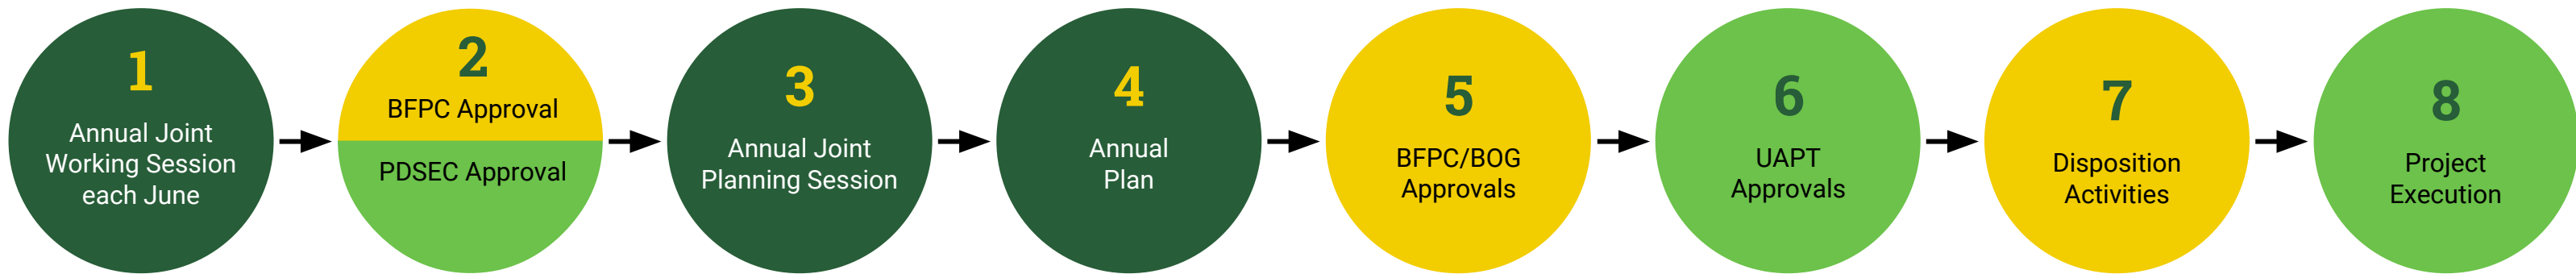 1
Annual Joint
Working Session
each June
2
BFPC Approval
PDSEC Approval
3
Annual Joint
Planning Session
4
Annual
Plan
5
BFPC/BOG
Approvals
6
UAPT
Approvals
7
Disposition
Activities
8
Project
Execution